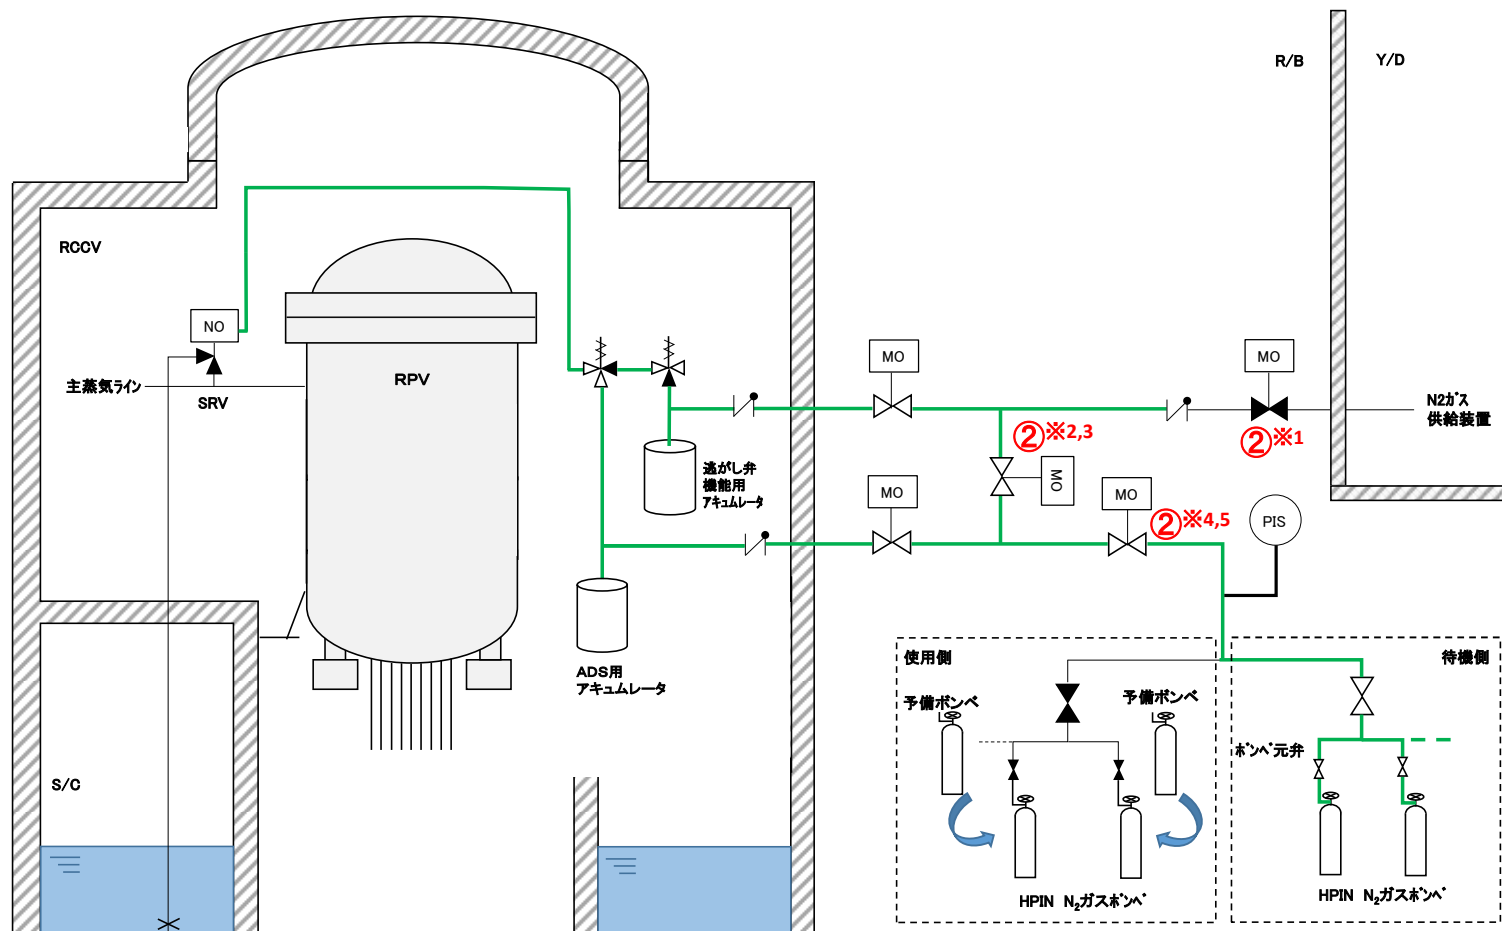 R/B
Y/D
RCCV
NO
主蒸気ﾗｲﾝ
SRV
RPV
MO
MO
N2ｶﾞｽ
供給装置
②※2,3
②※1
MO
逃がし弁
機能用
ｱｷｭﾑﾚｰﾀ
MO
MO
②※4,5
PIS
ADS用
アキュムレータ
使用側
待機側
予備ボンベ
予備ボンベ
ﾎﾞﾝﾍﾞ元弁
S/C
HPIN N₂ガスﾎﾞﾝﾍﾞ
HPIN N₂ガスﾎﾞﾝﾍﾞ